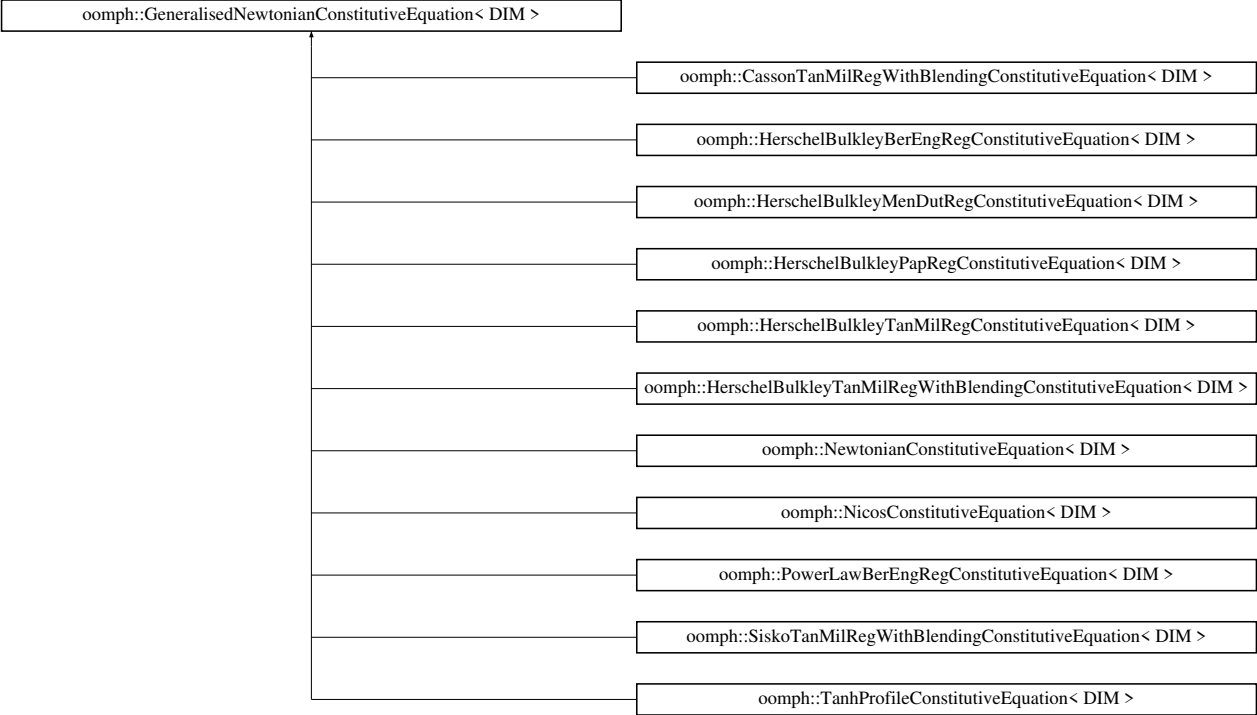 oomph::GeneralisedNewtonianConstitutiveEquation< DIM >
oomph::CassonTanMilRegWithBlendingConstitutiveEquation< DIM >
oomph::HerschelBulkleyBerEngRegConstitutiveEquation< DIM >
oomph::HerschelBulkleyMenDutRegConstitutiveEquation< DIM >
oomph::HerschelBulkleyPapRegConstitutiveEquation< DIM >
oomph::HerschelBulkleyTanMilRegConstitutiveEquation< DIM >
oomph::HerschelBulkleyTanMilRegWithBlendingConstitutiveEquation< DIM >
oomph::NewtonianConstitutiveEquation< DIM >
oomph::NicosConstitutiveEquation< DIM >
oomph::PowerLawBerEngRegConstitutiveEquation< DIM >
oomph::SiskoTanMilRegWithBlendingConstitutiveEquation< DIM >
oomph::TanhProfileConstitutiveEquation< DIM >